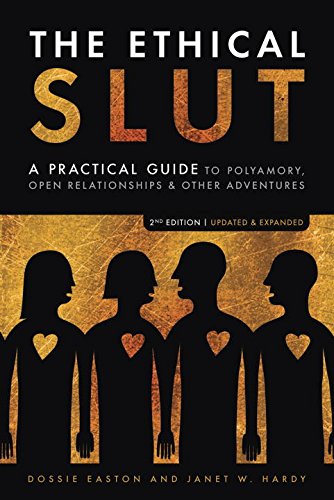 THE ETHICAL
SLUT
A PRACTICAL GUIDE TO POLYAMORY,
OPEN RELATIONSHIPS & OTHER ADVENTURES
2ND EDITION | UPDATED & EXPANDED
DOSSIE EASTON AND JANET W. HARDY